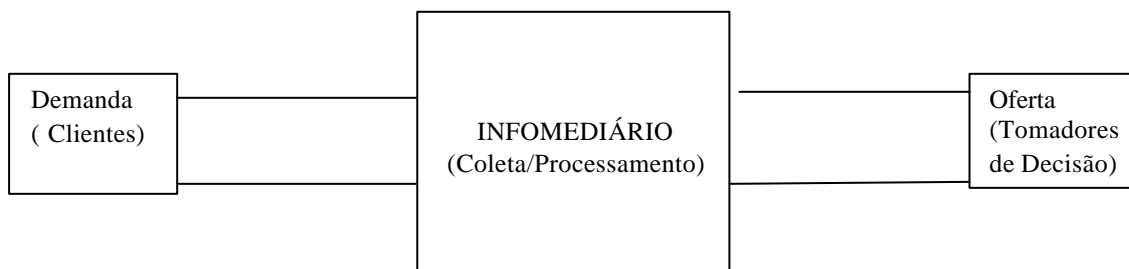 Demanda
( Clientes)
INFOMEDIÁRIO
(Coleta/Processamento)
Oferta
(Tomadores
de Decisão)